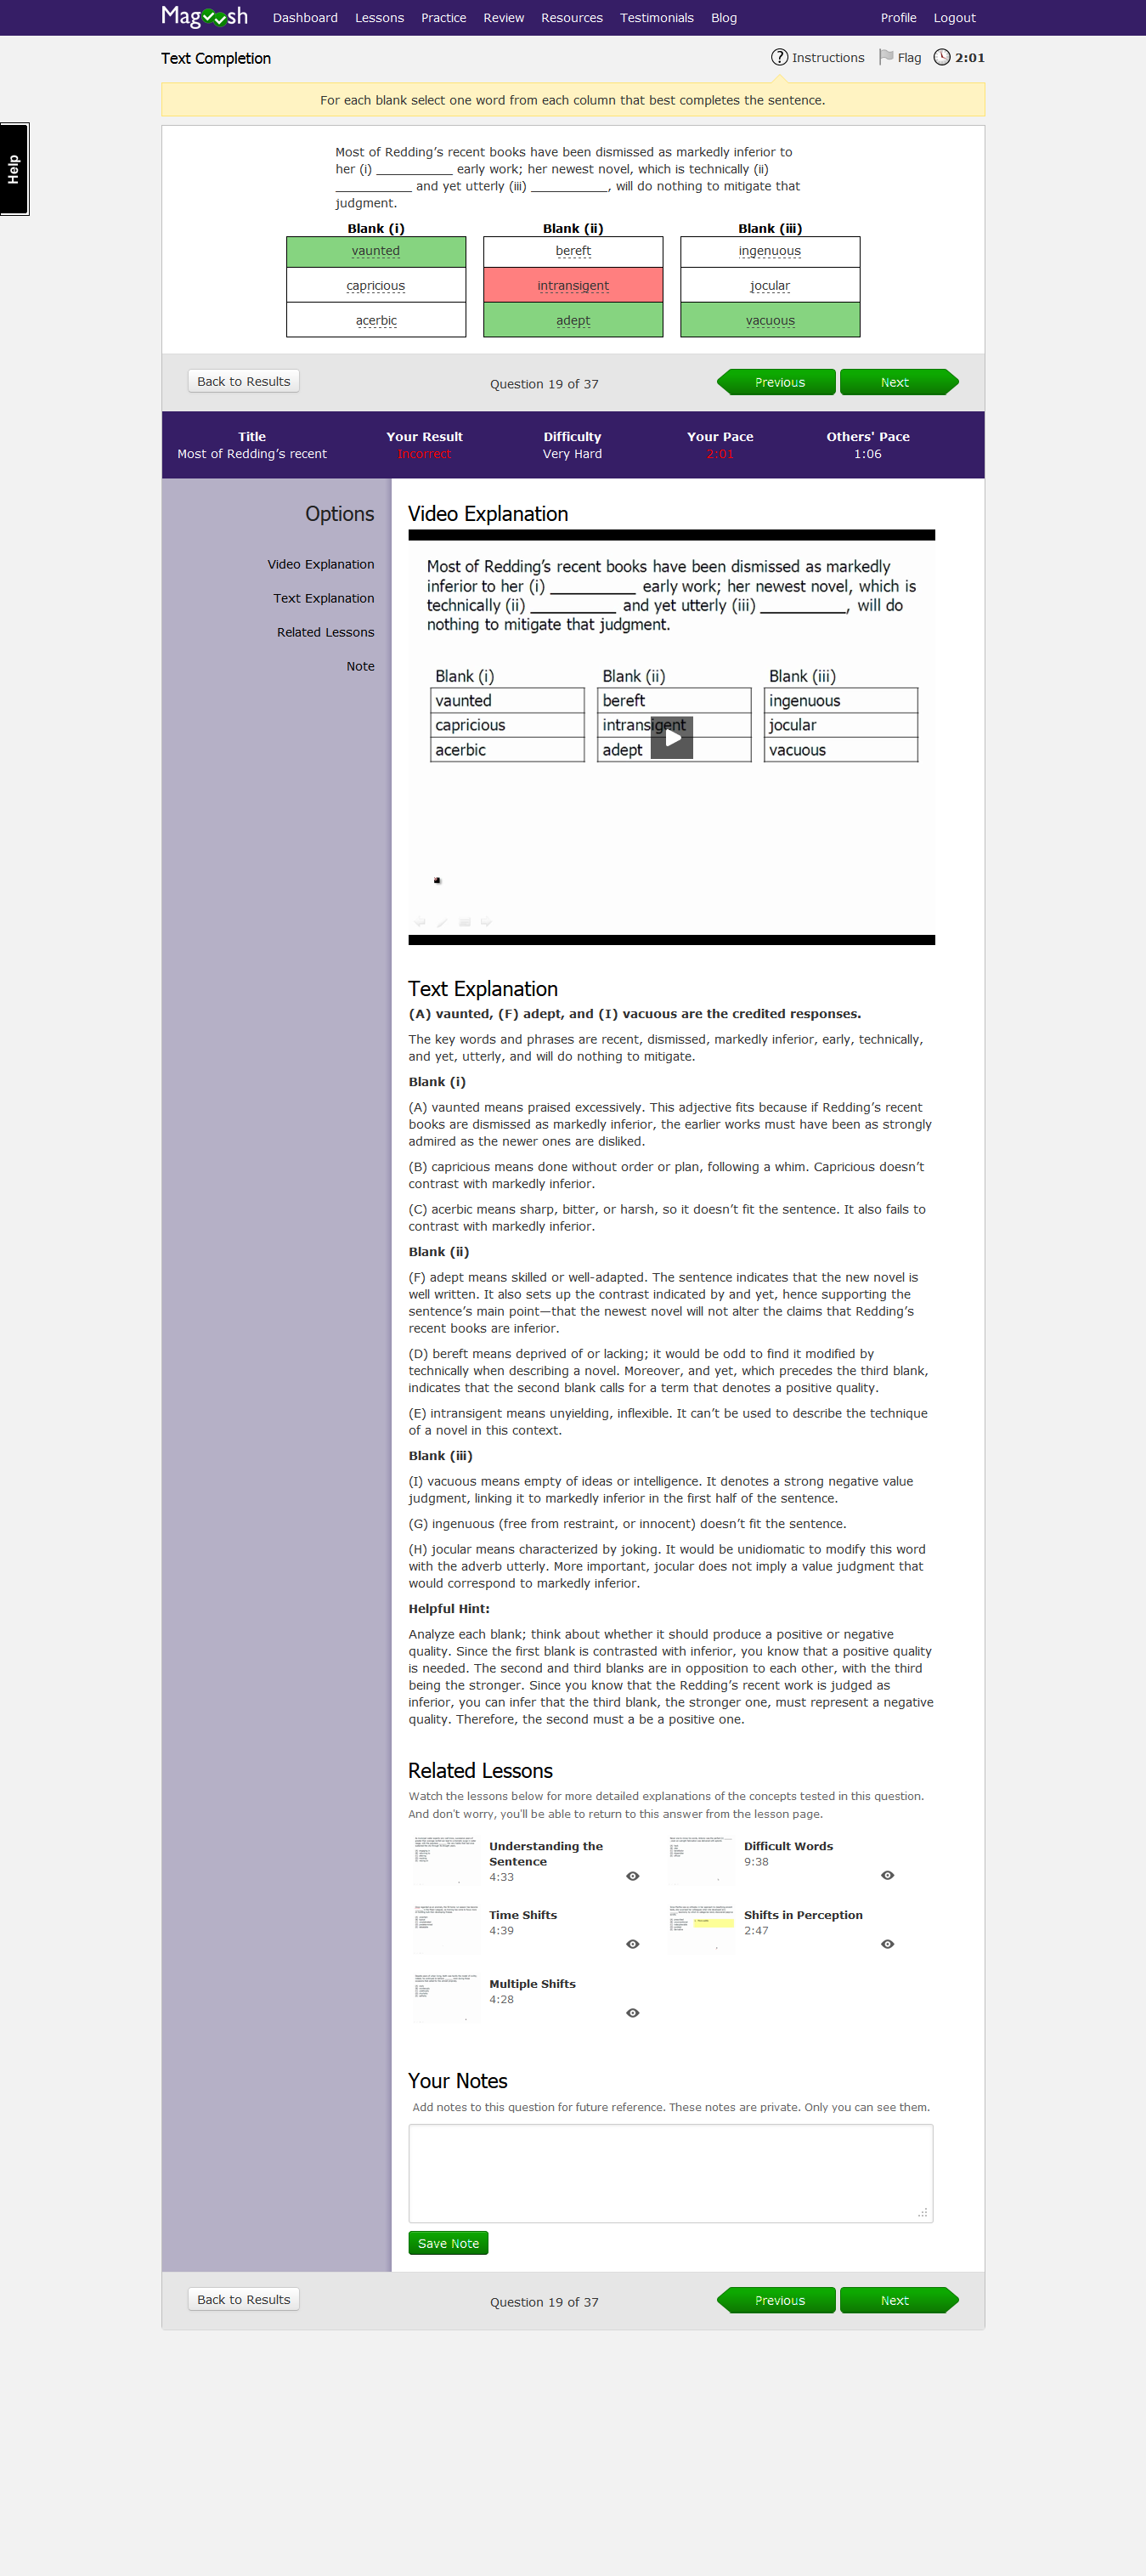 Magoosh
Dashboard Lessons Practice Review Resources Testimonials Blog Profile Logout
Text Completion
Instructions Flag 2:01
For each blank select one word from each column that best completes the sentence.
Help
Most of Redding’s recent books have been dismissed as markedly inferior to
her (i) ___________ early work; her newest novel, which is technically (ii)
___________ and yet utterly (iii) ___________, will do nothing to mitigate that
judgment.
Blank (i) Blank (ii) Blank (iii)
vaunted bereft ingenuous
capricious intransigent jocular
acerbic adept vacuous
Back to Results Question 19 of 37 Previous Next
Title Your Result Difficulty Your Pace Others' Pace
Most of Redding’s recent Incorrect Very Hard 2:01 1:06
Options
Video Explanation
Text Explanation
Related Lessons
Note
Video Explanation
Most of Redding’s recent books have been dismissed as markedly
inferior to her (i) __________ early work; her newest novel, which is
technically (ii) __________ and yet utterly (iii) __________, will do
nothing to mitigate that judgment.
Blank (i) Blank (ii) Blank (iii)
vaunted bereft ingenuous
capricious intransigent jocular
acerbic adept vacuous
Text Explanation
(A) vaunted, (F) adept, and (I) vacuous are the credited responses.
The key words and phrases are recent, dismissed, markedly inferior, early, technically,
and yet, utterly, and will do nothing to mitigate.
Blank (i)
(A) vaunted means praised excessively. This adjective fits because if Redding’s recent
books are dismissed as markedly inferior, the earlier works must have been as strongly
admired as the newer ones are disliked.
(B) capricious means done without order or plan, following a whim. Capricious doesn’t
contrast with markedly inferior.
(C) acerbic means sharp, bitter, or harsh, so it doesn’t fit the sentence. It also fails to
contrast with markedly inferior.
Blank (ii)
(F) adept means skilled or well-adapted. The sentence indicates that the new novel is
well written. It also sets up the contrast indicated by and yet, hence supporting the
sentence’s main point—that the newest novel will not alter the claims that Redding’s
recent books are inferior.
(D) bereft means deprived of or lacking; it would be odd to find it modified by
technically when describing a novel. Moreover, and yet, which precedes the third blank,
indicates that the second blank calls for a term that denotes a positive quality.
(E) intransigent means unyielding, inflexible. It can’t be used to describe the technique
of a novel in this context.
Blank (iii)
(I) vacuous means empty of ideas or intelligence. It denotes a strong negative value
judgment, linking it to markedly inferior in the first half of the sentence.
(G) ingenuous (free from restraint, or innocent) doesn’t fit the sentence.
(H) jocular means characterized by joking. It would be unidiomatic to modify this word
with the adverb utterly. More important, jocular does not imply a value judgment that
would correspond to markedly inferior.
Helpful Hint:
Analyze each blank; think about whether it should produce a positive or negative
quality. Since the first blank is contrasted with inferior, you know that a positive quality
is needed. The second and third blanks are in opposition to each other, with the third
being the stronger. Since you know that the Redding’s recent work is judged as
inferior, you can infer that the third blank, the stronger one, must represent a negative
quality. Therefore, the second must a be a positive one.
Related Lessons
Watch the lessons below for more detailed explanations of the concepts tested in this question.
And don't worry, you'll be able to return to this answer from the lesson page.
Understanding the
Sentence
4:33
Difficult Words
9:38
Time Shifts
4:39
Shifts in Perception
2:47
Multiple Shifts
4:28
Your Notes
Add notes to this question for future reference. These notes are private. Only you can see them.
Save Note
Back to Results Question 19 of 37 Previous Next